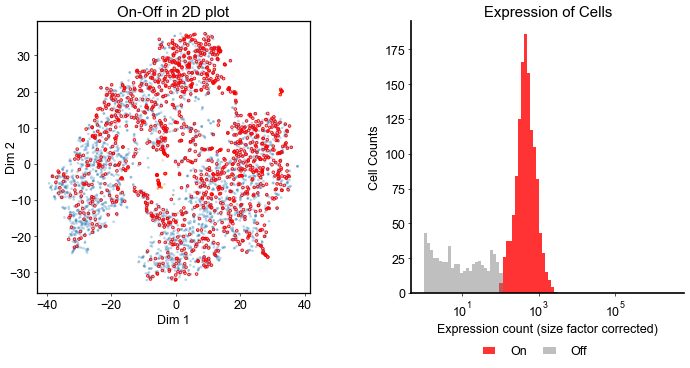 On-Off in 2D plot
Dim 2
30
20
10
0
−10
−20
−30
−40
−20
0
20
40
Dim 1
Expression of Cells
Cell Counts
175
150
125
100
75
50
25
0
10^1
10^3
10^5
Expression count (size factor corrected)
On
Off